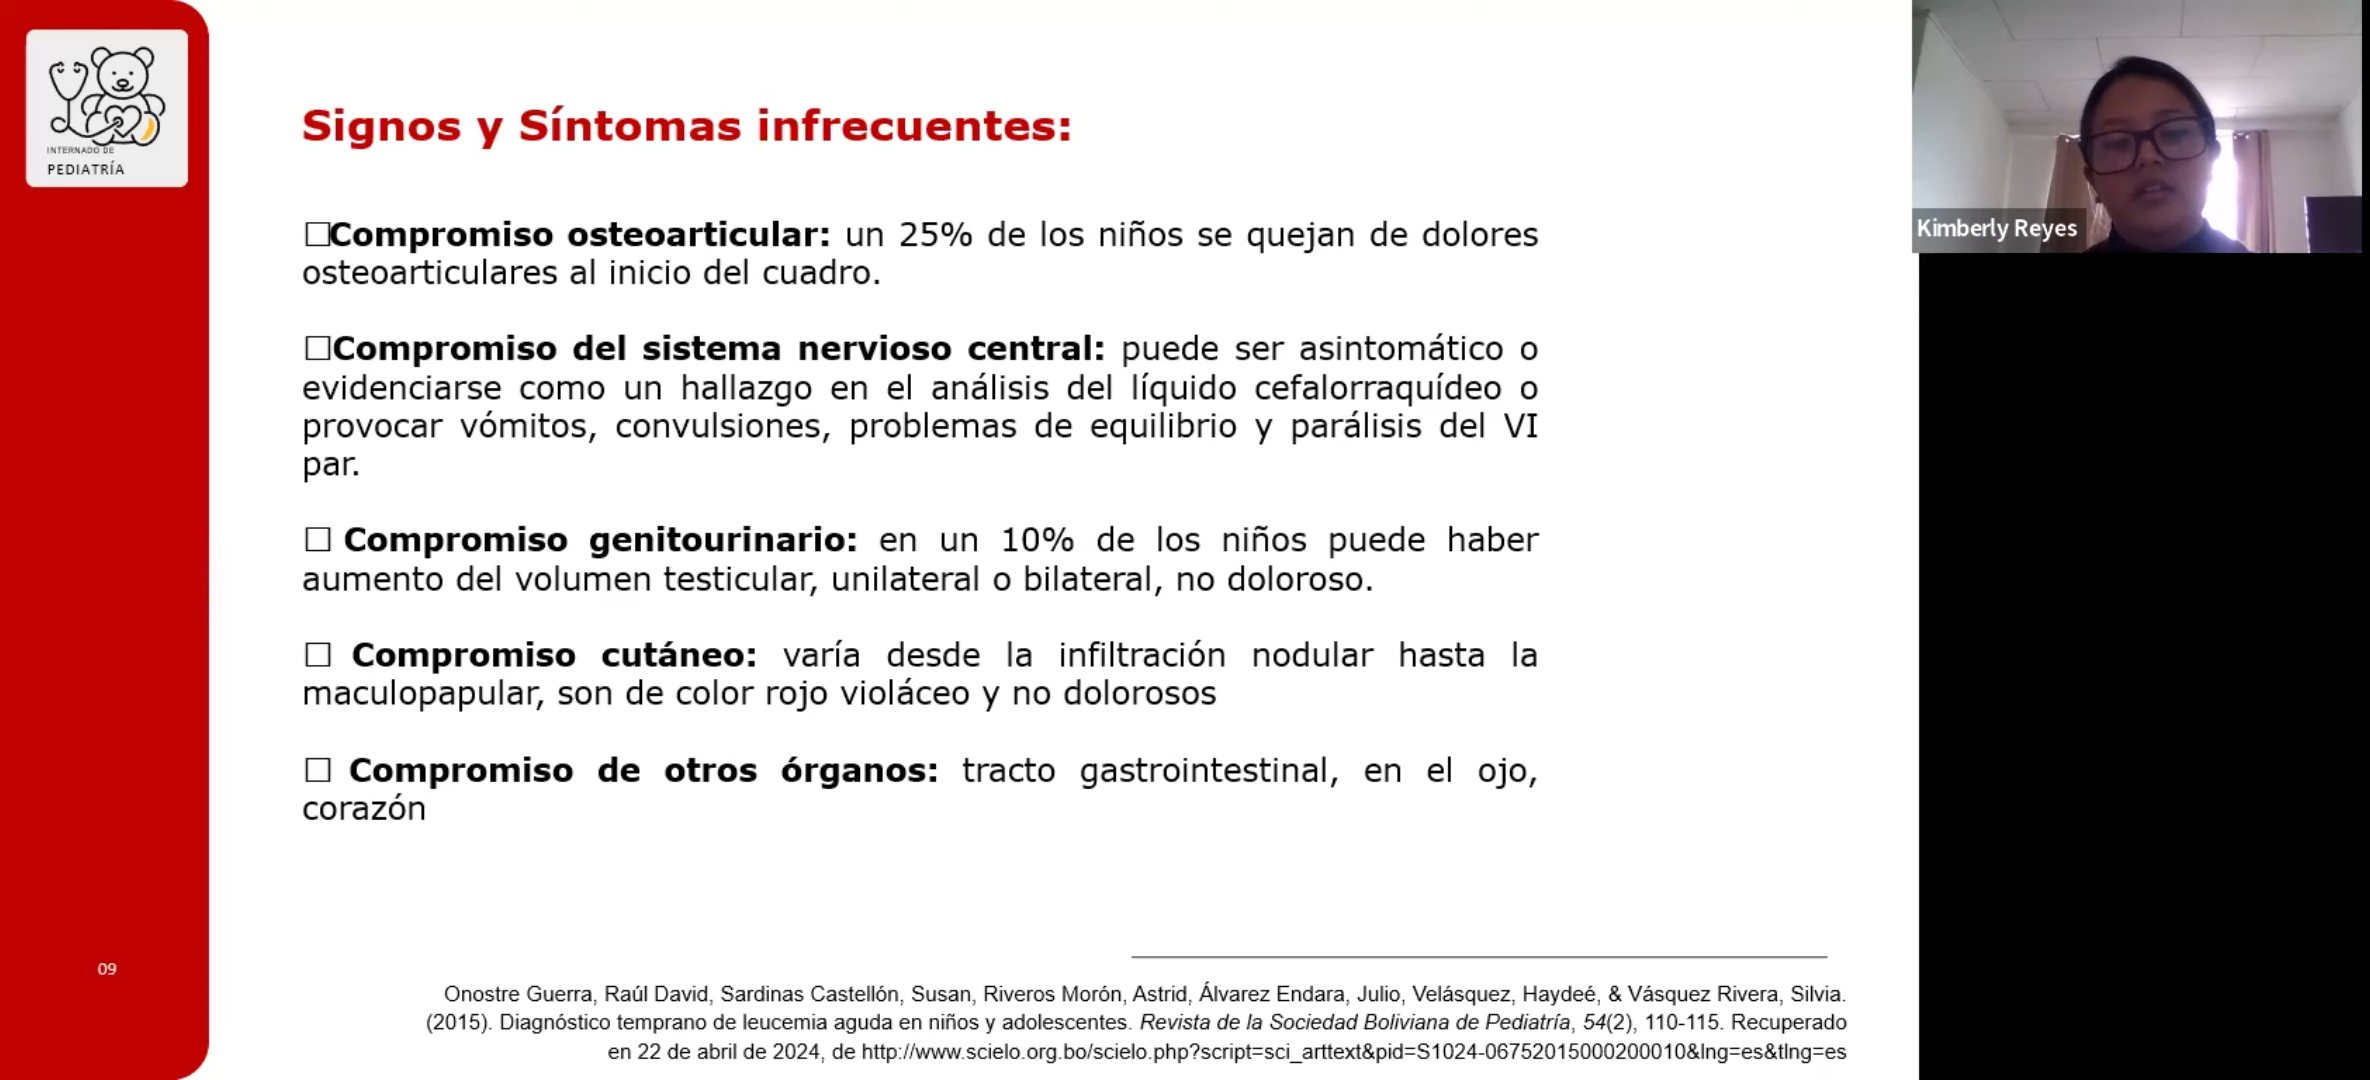 INTERNADO DE
PEDIATRÍA
Signos y Síntomas infrecuentes:
☐Compromiso osteoarticular: un 25% de los niños se quejan de dolores
osteoarticulares al inicio del cuadro.
☐Compromiso del sistema nervioso central: puede ser asintomático o
evidenciarse como un hallazgo en el análisis del líquido cefalorraquídeo o
provocar vómitos, convulsiones, problemas de equilibrio y parálisis del VI
par.
☐ Compromiso genitourinario: en un 10% de los niños puede haber
aumento del volumen testicular, unilateral o bilateral, no doloroso.
☐ Compromiso cutáneo: varía desde la infiltración nodular hasta la
maculopapular, son de color rojo violáceo y no dolorosos
☐ Compromiso de otros órganos: tracto gastrointestinal, en el ojo,
corazón
09
Onostre Guerra, Raúl David, Sardinas Castellón, Susan, Riveros Morón, Astrid, Álvarez Endara, Julio, Velásquez, Haydeé, & Vásquez Rivera, Silvia.
(2015). Diagnóstico temprano de leucemia aguda en niños y adolescentes. Revista de la Sociedad Boliviana de Pediatría, 54(2), 110-115. Recuperado
en 22 de abril de 2024, de http://www.scielo.org.bo/scielo.php?script=sci_arttext&pid=S1024-06752015000200010&lng=es&tlng=es
Kimberly Reyes